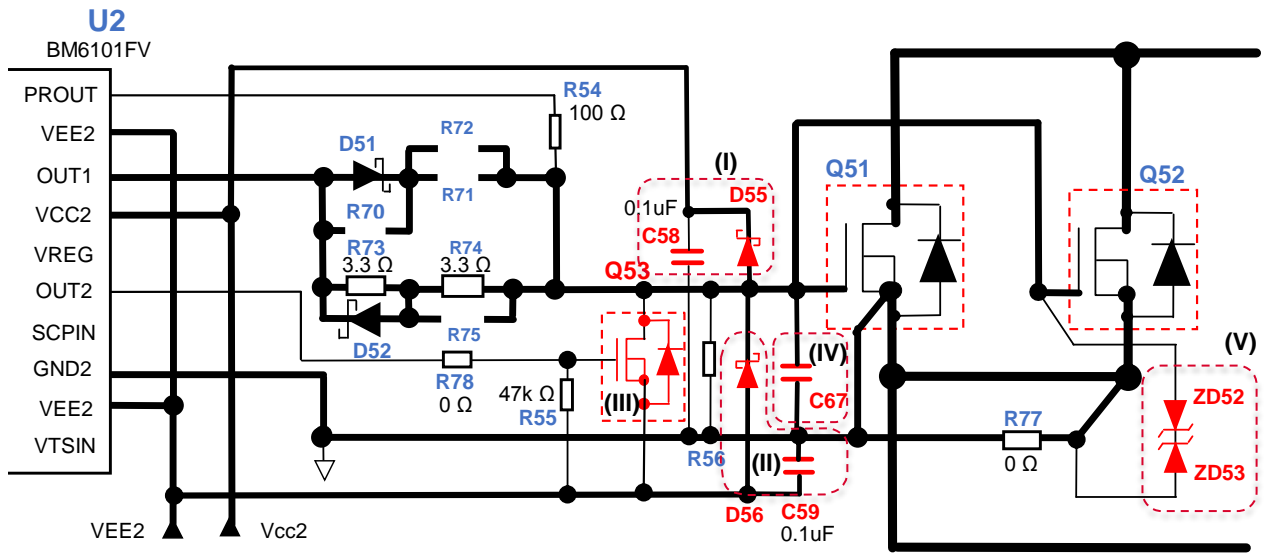 U2
BM6101FV
PROUT
VEE2
OUT1
VCC2
VREG
OUT2
SCPIN
GND2
VEE2
VTSIN
VEE2
Vcc2
D51
R72
R71
R70
R73
3.3 Ω
R74
3.3 Ω
D52
R75
R54
100 Ω
R78
0 Ω
47k Ω
R55
Q53
(III)
(I)
0.1uF
C58
D55
R56
(II)
D56
C59
0.1uF
(IV)
C67
Q51
Q52
R77
0 Ω
(V)
ZD52
ZD53